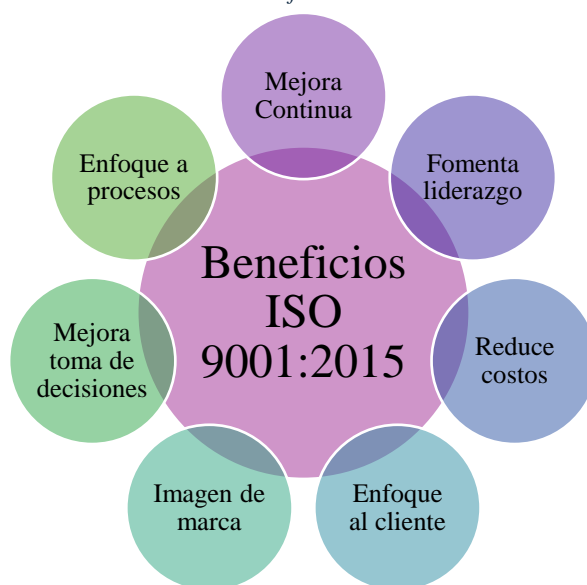 Mejora
Continua
Fomenta
liderazgo
Reduce
costos
Enfoque
al cliente
Imagen de
marca
Mejora
toma de
decisiones
Enfoque a
procesos
Beneficios
ISO
9001:2015